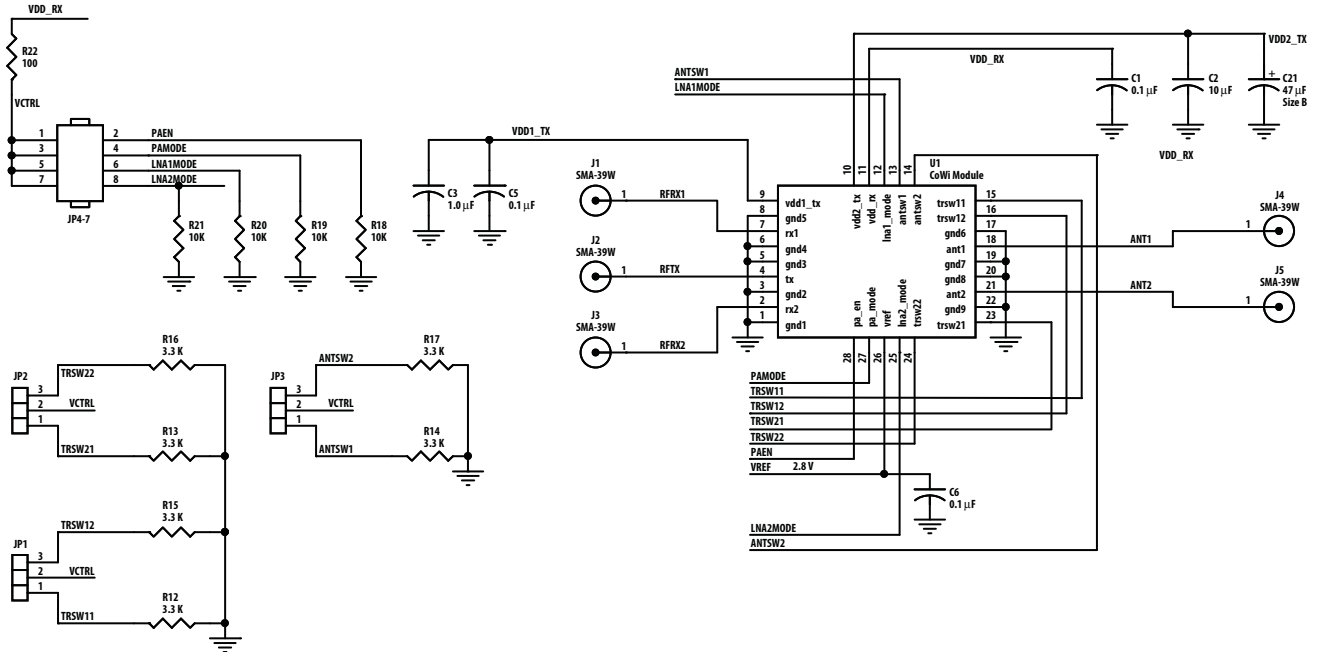 VDD_RX
R22
100
VCTRL
1
3
5
7
2
4
6
8
PAEN
PAMODE
LNA1MODE
LNA2MODE
JP4-7
R21
10K
R20
10K
R19
10K
R18
10K
VDD1_TX
C3
1.0 µF
C5
0.1 µF
J1
SMA-39W
1
RFRX1
J2
SMA-39W
1
RFTX
J3
SMA-39W
1
RFRX2
ANTSW1
LNA1MODE
VDD_RX
VDD2_TX
C1
0.1 µF
C2
10 µF
+
C21
47 µF
Size B
VDD_RX
U1
CoWi Module
10
11
12
13
14
vdd2_tx
vdd_rx
lna1_mode
antsw1
antsw2
9
8
7
6
5
4
3
2
1
vdd1_tx
gnd5
rx1
gnd4
gnd3
tx
gnd2
rx2
gnd1
trsw11
trsw12
gnd6
ant1
gnd7
gnd8
ant2
gnd9
trsw21
15
16
17
18
19
20
21
22
23
pa_en
pa_mode
vref
lna2_mode
trsw22
28
27
26
25
24
ANT1
ANT2
J4
SMA-39W
1
J5
SMA-39W
1
PAMODE
TRSW11
TRSW12
TRSW21
TRSW22
PAEN
VREF 2.8 V
C6
0.1 µF
LNA2MODE
ANTSW2
JP2
3
2
1
TRSW22
VCTRL
TRSW21
R16
3.3 K
R13
3.3 K
JP3
3
2
1
ANTSW2
VCTRL
ANTSW1
R17
3.3 K
R14
3.3 K
JP1
3
2
1
TRSW12
VCTRL
TRSW11
R15
3.3 K
R12
3.3 K